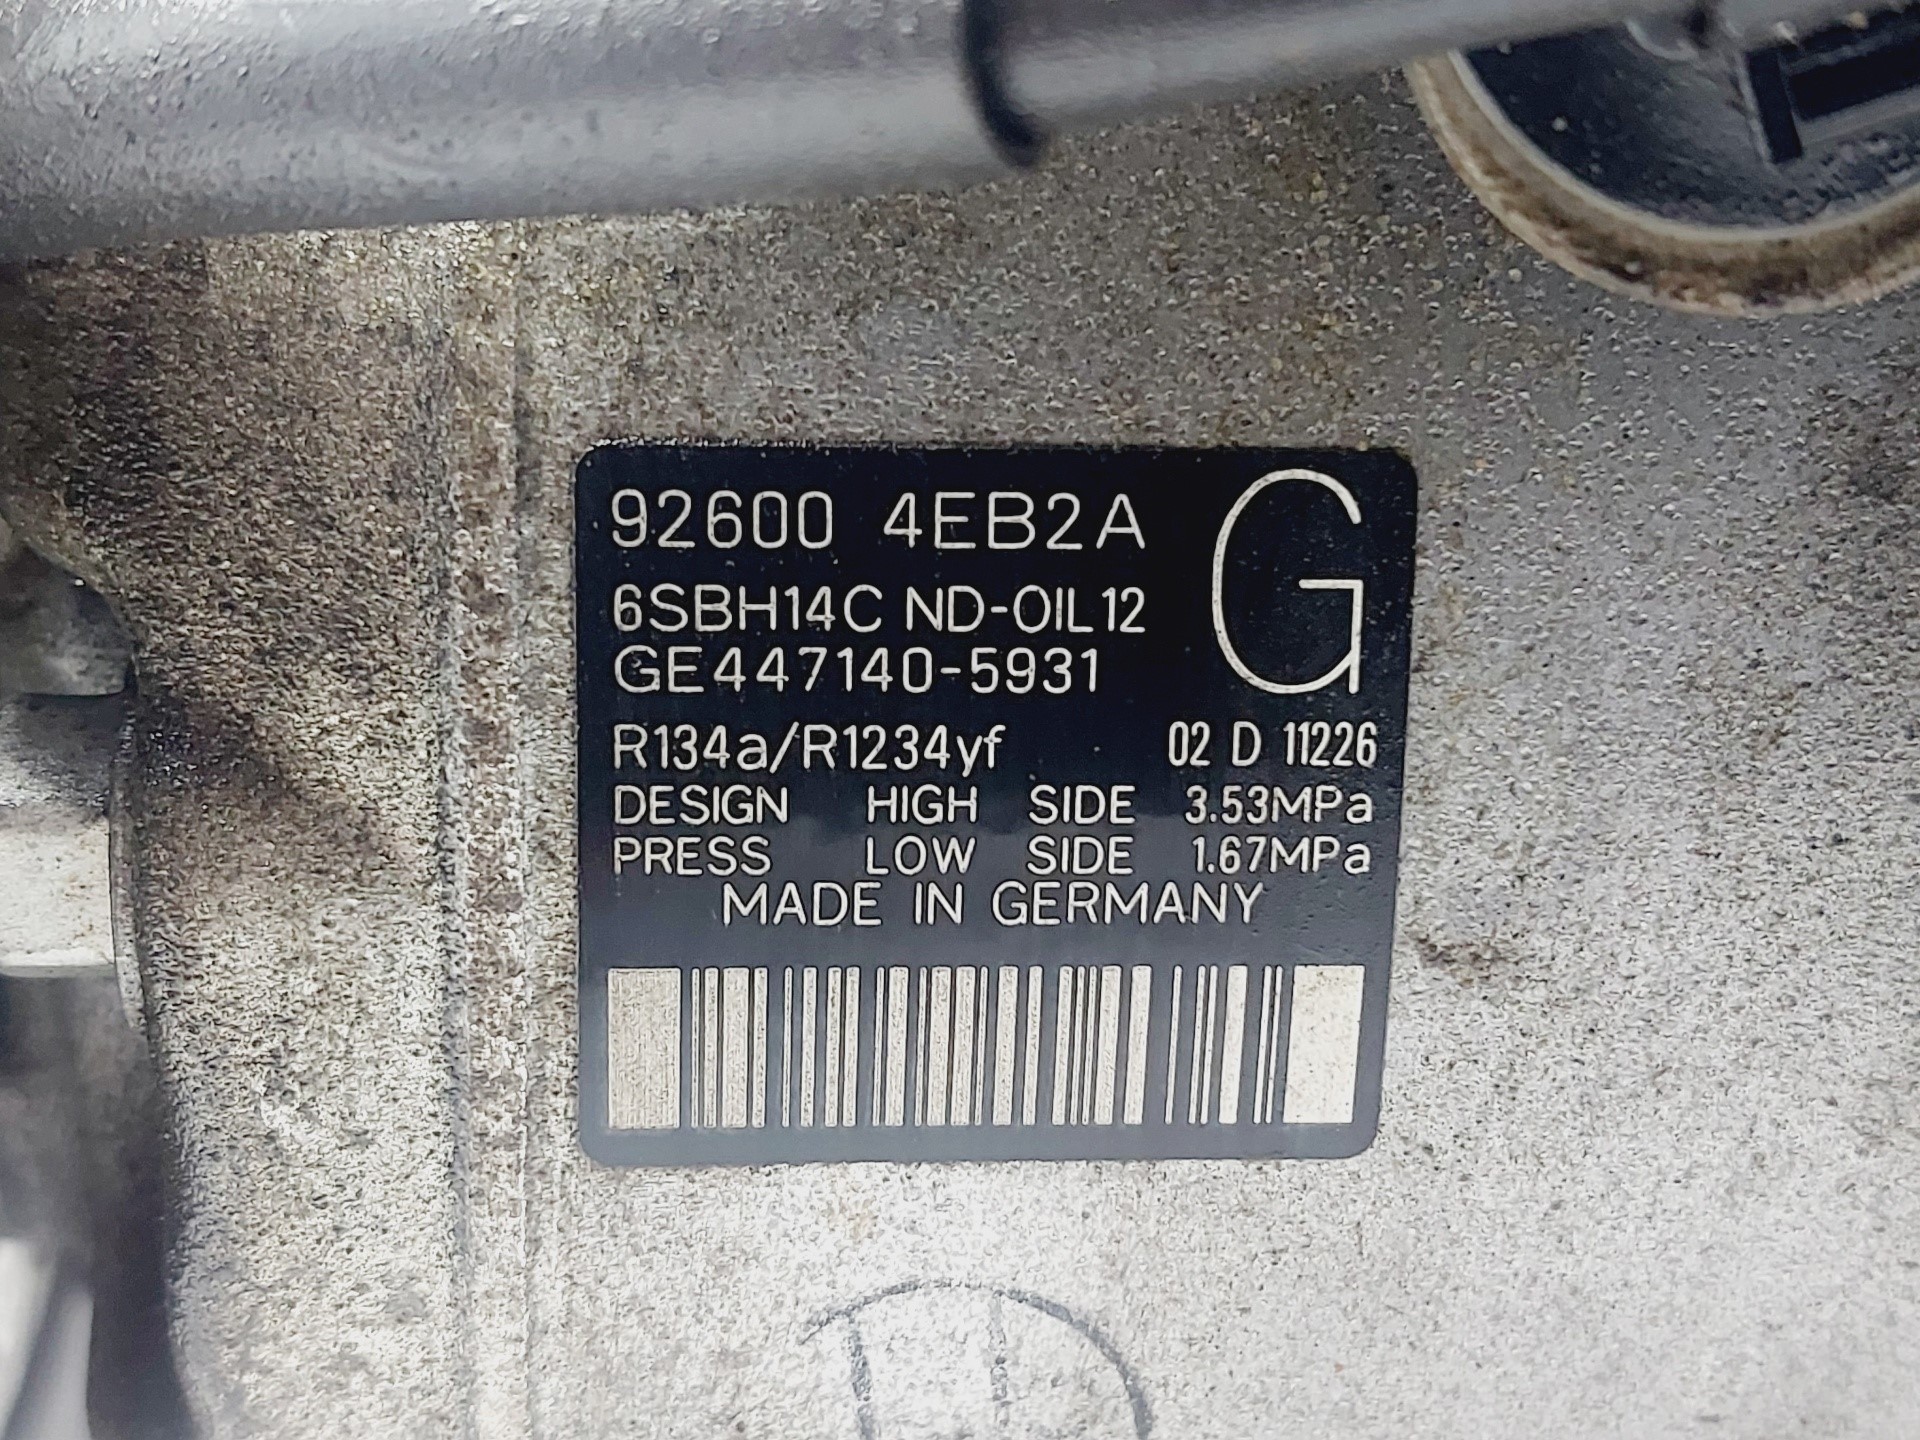 92600 4EB2A
G
6SBH14C ND-OIL12
GE447140-5931
R134a/R1234yf 02 D 11226
DESIGN HIGH SIDE 3.53MPa
PRESS LOW SIDE 1.67MPa
MADE IN GERMANY